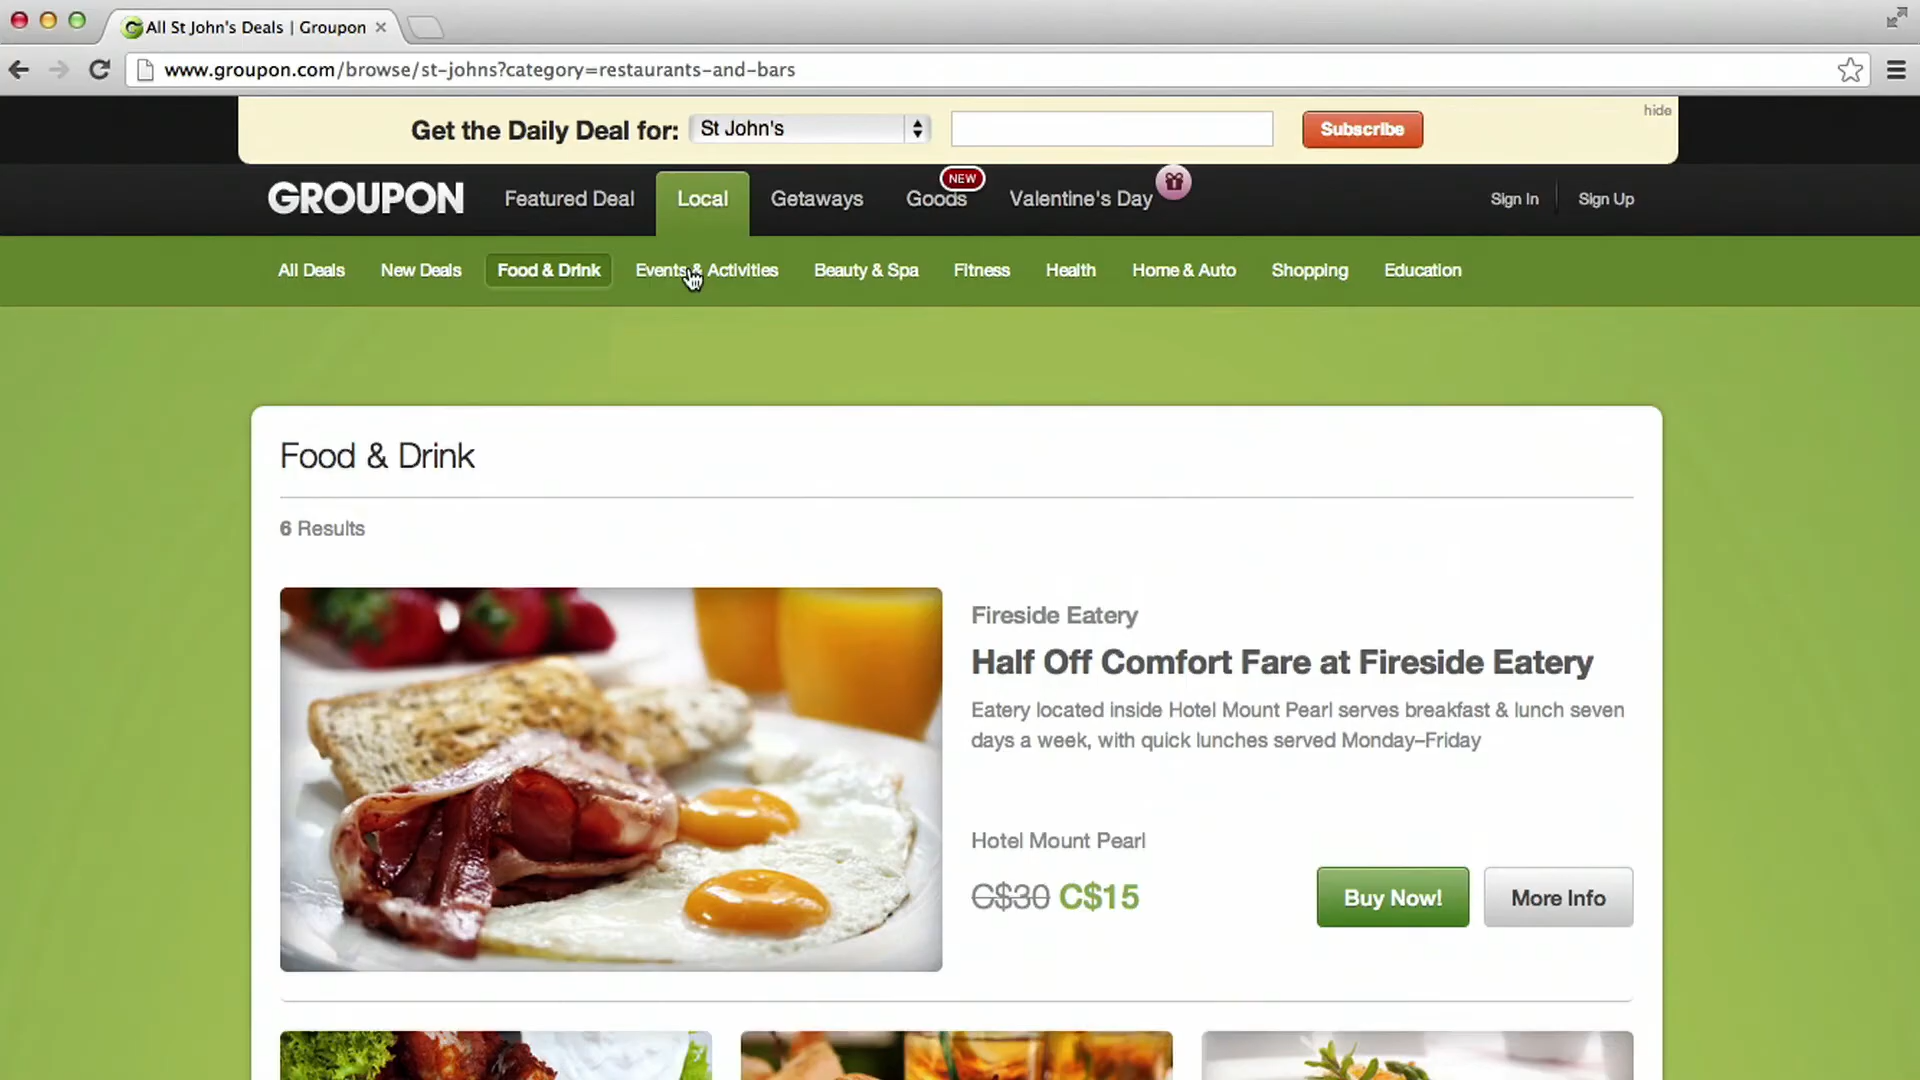 All St John's Deals | Groupon
www.groupon.com/browse/st-johns?category=restaurants-and-bars
Get the Daily Deal for: St John's Subscribe hide
GROUPON Featured Deal Local Getaways Goods NEW Valentine's Day Sign In Sign Up
All Deals New Deals Food & Drink Events & Activities Beauty & Spa Fitness Health Home & Auto Shopping Education
Food & Drink
6 Results
Fireside Eatery
Half Off Comfort Fare at Fireside Eatery
Eatery located inside Hotel Mount Pearl serves breakfast & lunch seven
days a week, with quick lunches served Monday–Friday
Hotel Mount Pearl
C$30 C$15 Buy Now! More Info